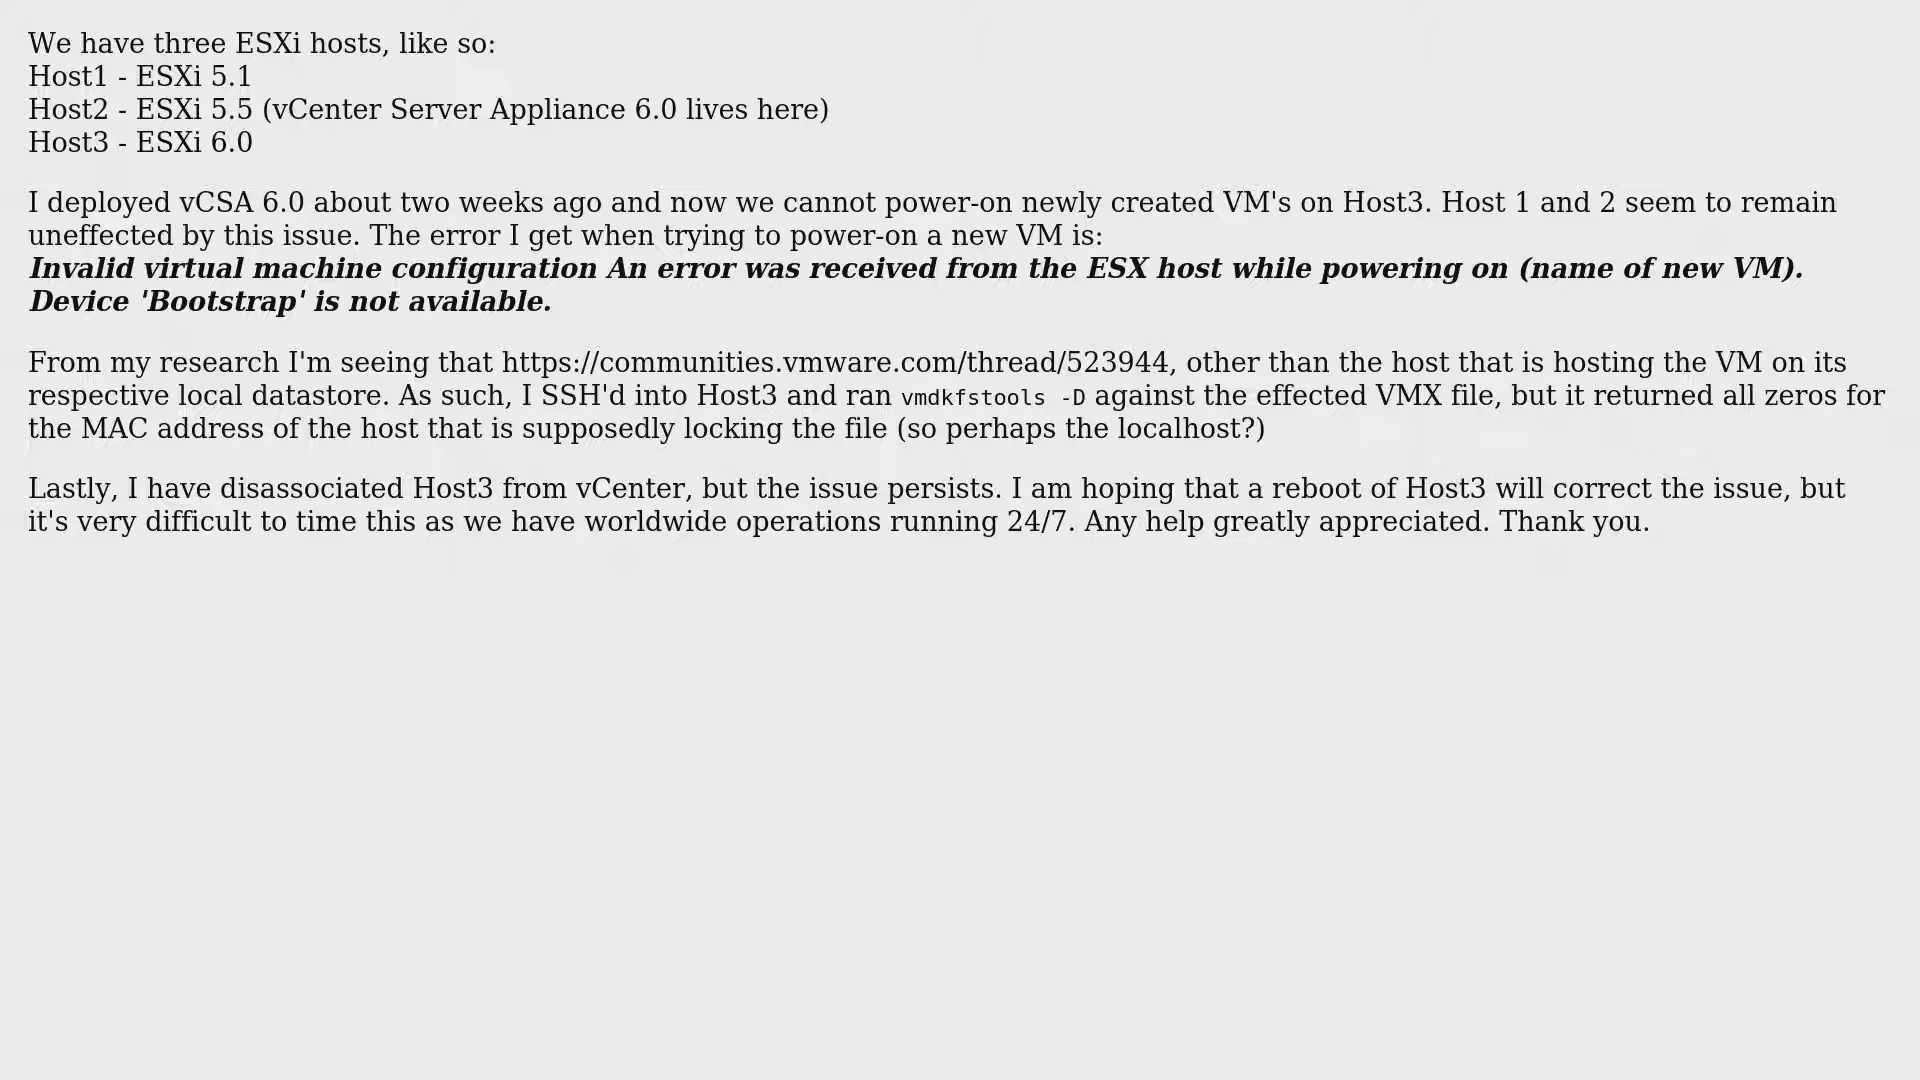 We have three ESXi hosts, like so:
Host1 - ESXi 5.1
Host2 - ESXi 5.5 (vCenter Server Appliance 6.0 lives here)
Host3 - ESXi 6.0
I deployed vCSA 6.0 about two weeks ago and now we cannot power-on newly created VM's on Host3. Host 1 and 2 seem to remain
uneffected by this issue. The error I get when trying to power-on a new VM is:
Invalid virtual machine configuration An error was received from the ESX host while powering on (name of new VM).
Device 'Bootstrap' is not available.
From my research I'm seeing that https://communities.vmware.com/thread/523944, other than the host that is hosting the VM on its
respective local datastore. As such, I SSH'd into Host3 and ran vmdkfstools -D against the effected VMX file, but it returned all zeros for
the MAC address of the host that is supposedly locking the file (so perhaps the localhost?)
Lastly, I have disassociated Host3 from vCenter, but the issue persists. I am hoping that a reboot of Host3 will correct the issue, but
it's very difficult to time this as we have worldwide operations running 24/7. Any help greatly appreciated. Thank you.